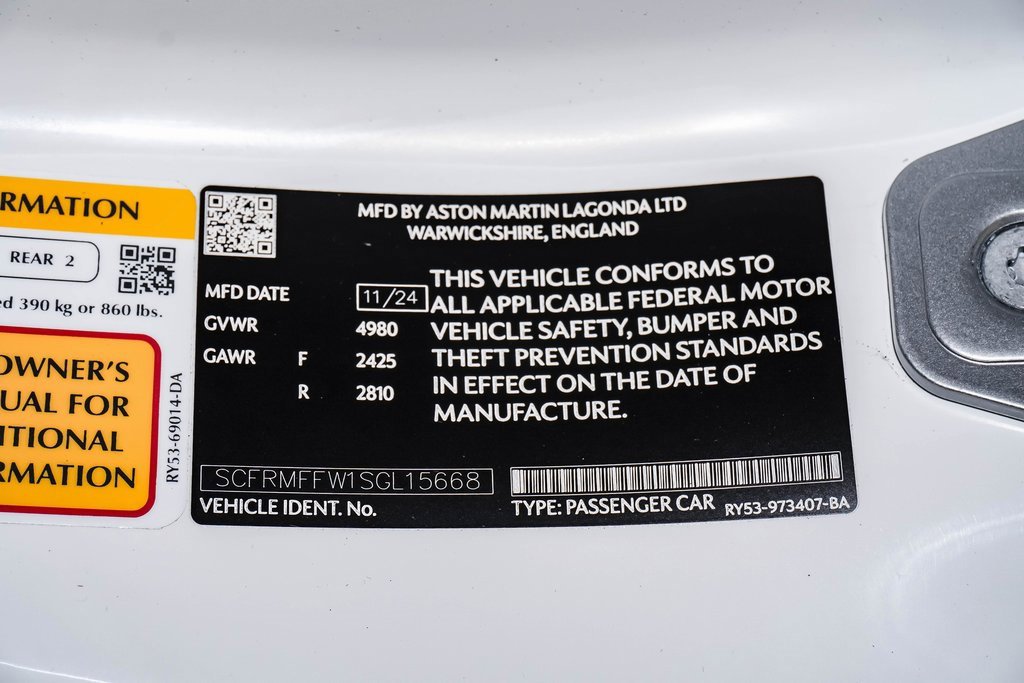 RMATION
REAR 2
ed 390 kg or 860 lbs.
OWNER'S
UAL FOR
ITIONAL
RMATION
RY53-69014-DA
MFD BY ASTON MARTIN LAGONDA LTD
WARWICKSHIRE, ENGLAND
MFD DATE 11/24
GVWR 4980
GAWR F 2425
R 2810
THIS VEHICLE CONFORMS TO
ALL APPLICABLE FEDERAL MOTOR
VEHICLE SAFETY, BUMPER AND
THEFT PREVENTION STANDARDS
IN EFFECT ON THE DATE OF
MANUFACTURE.
SCFRMFFW1SGL15668
VEHICLE IDENT. No.
TYPE: PASSENGER CAR
RY53-973407-BA